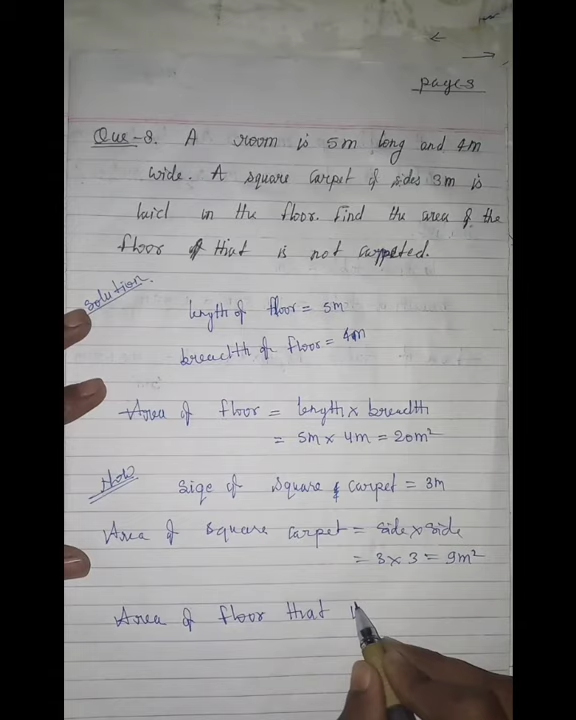 page 3
Que-8. A room is 5m long and 4m
wide. A square carpet of sides 3m is
laid in the floor. find the area of the
floor of that is not carpeted.
Solution.
length of floor = 5m
breadth of floor = 4m
Area of floor = length × breadth
= 5m × 4m = 20m²
Now size of square carpet = 3m
Area of square carpet = side × side
= 3 × 3 = 9m²
Area of floor that